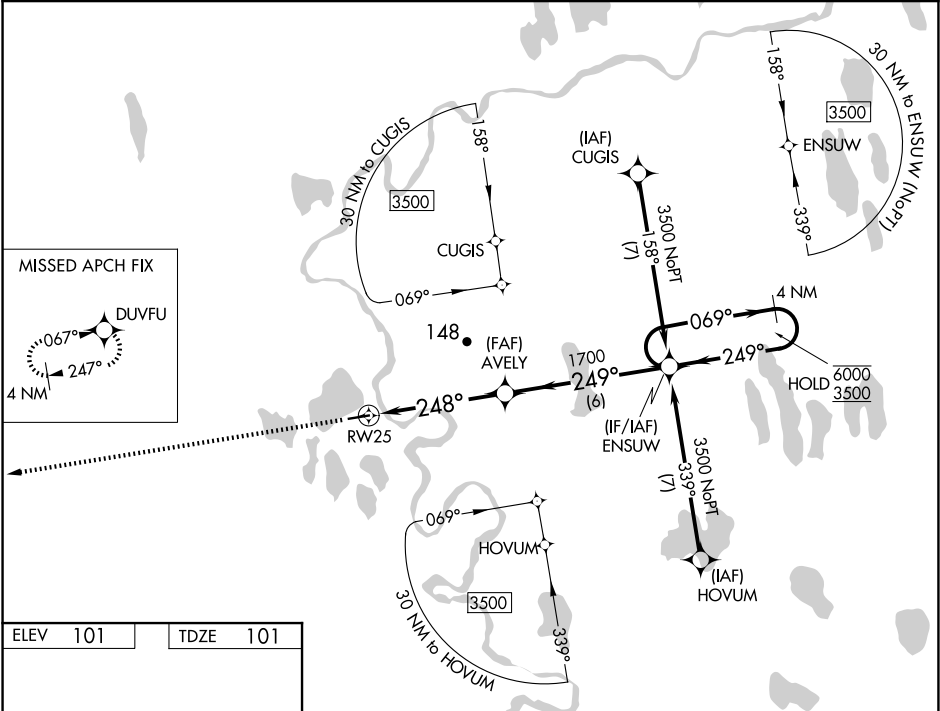 30 NM to CUGIS
158°
3500
CUGIS
069°
(IAF)
CUGIS
3500 NoPT
158°
(7)
158°
30 NM to ENSUW (NoPT)
3500
ENSUW
339°
MISSED APCH FIX
DUVFU
067°
247°
4 NM
148
(FAF)
AVELY
1700
249°
(6)
248°
RW25
4 NM
069°
249°
HOLD 6000
3500
(IF/IAF)
ENSUW
3500 NoPT
339°
(7)
(IAF)
HOVUM
069°
HOVUM
3500
339°
30 NM to HOVUM
ELEV 101
TDZE 101